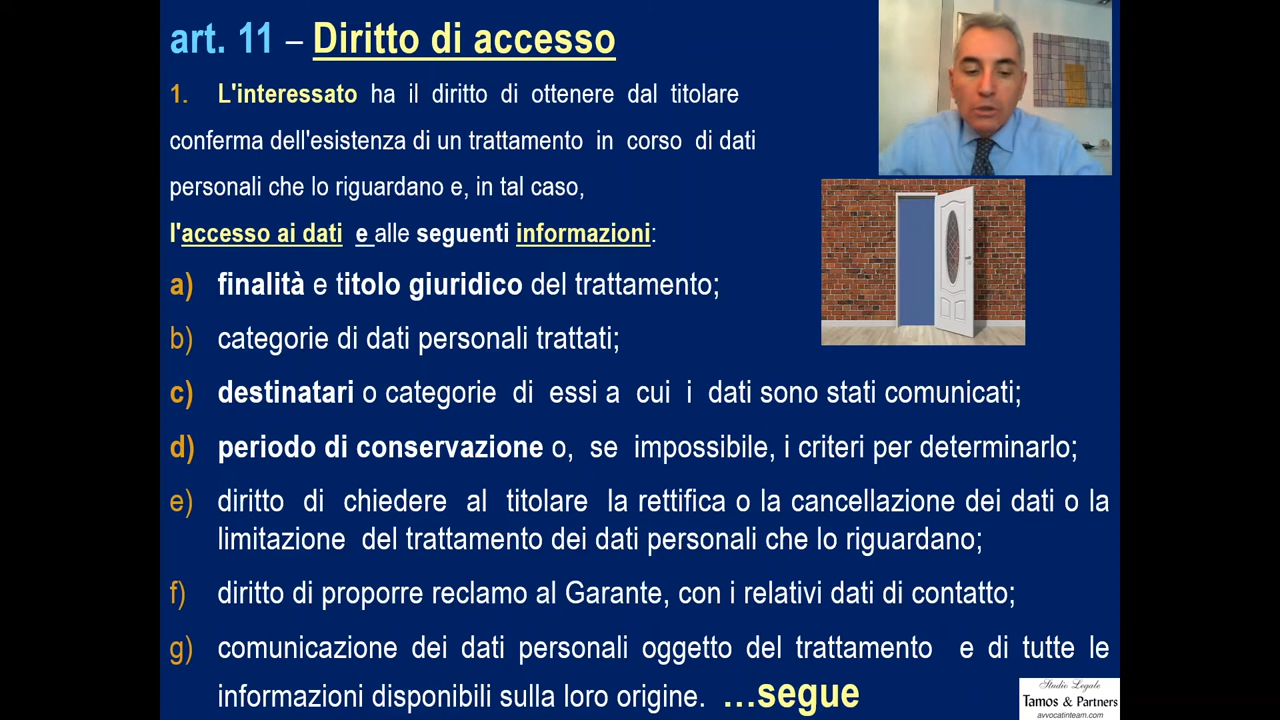 art. 11 – Diritto di accesso
1. L'interessato ha il diritto di ottenere dal titolare
conferma dell'esistenza di un trattamento in corso di dati
personali che lo riguardano e, in tal caso,
l'accesso ai dati e alle seguenti informazioni:
a) finalità e titolo giuridico del trattamento;
b) categorie di dati personali trattati;
c) destinatari o categorie di essi a cui i dati sono stati comunicati;
d) periodo di conservazione o, se impossibile, i criteri per determinarlo;
e) diritto di chiedere al titolare la rettifica o la cancellazione dei dati o la
limitazione del trattamento dei dati personali che lo riguardano;
f) diritto di proporre reclamo al Garante, con i relativi dati di contatto;
g) comunicazione dei dati personali oggetto del trattamento e di tutte le
informazioni disponibili sulla loro origine. …segue
Studio Legale
Tamos & Partners
avvocatinteam.com